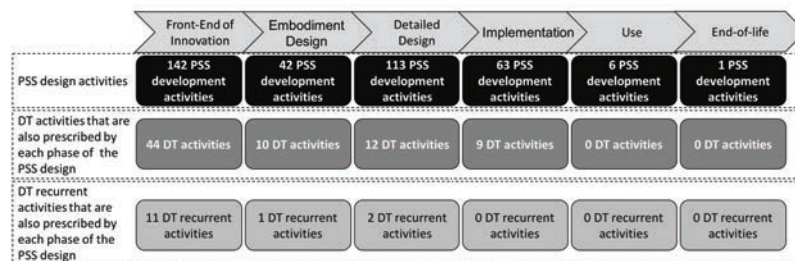 Front-End of
Innovation
Embodiment
Design
Detailed
Design
Implementation
Use
End-of-life
PSS design activities
142 PSS
development
activities
42 PSS
development
activities
113 PSS
development
activities
63 PSS
development
activities
6 PSS
development
activities
1 PSS
development
activities
DT activities that are
also prescribed by
each phase of the
PSS design
44 DT activities
10 DT activities
12 DT activities
9 DT activities
0 DT activities
0 DT activities
DT recurrent
activities that are
also prescribed by
each phase of the
PSS design
11 DT recurrent
activities
1 DT recurrent
activities
2 DT recurrent
activities
0 DT recurrent
activities
0 DT recurrent
activities
0 DT recurrent
activities